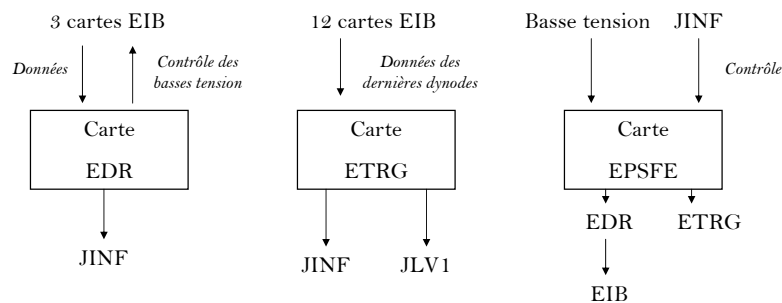 3 cartes EIB
Données
Contrôle des
basses tension
Carte
EDR
JINF
12 cartes EIB
Données des
dernières dynodes
Carte
ETRG
JINF
JLV1
Basse tension
JINF
Contrôle
Carte
EPSFE
EDR
ETRG
EIB